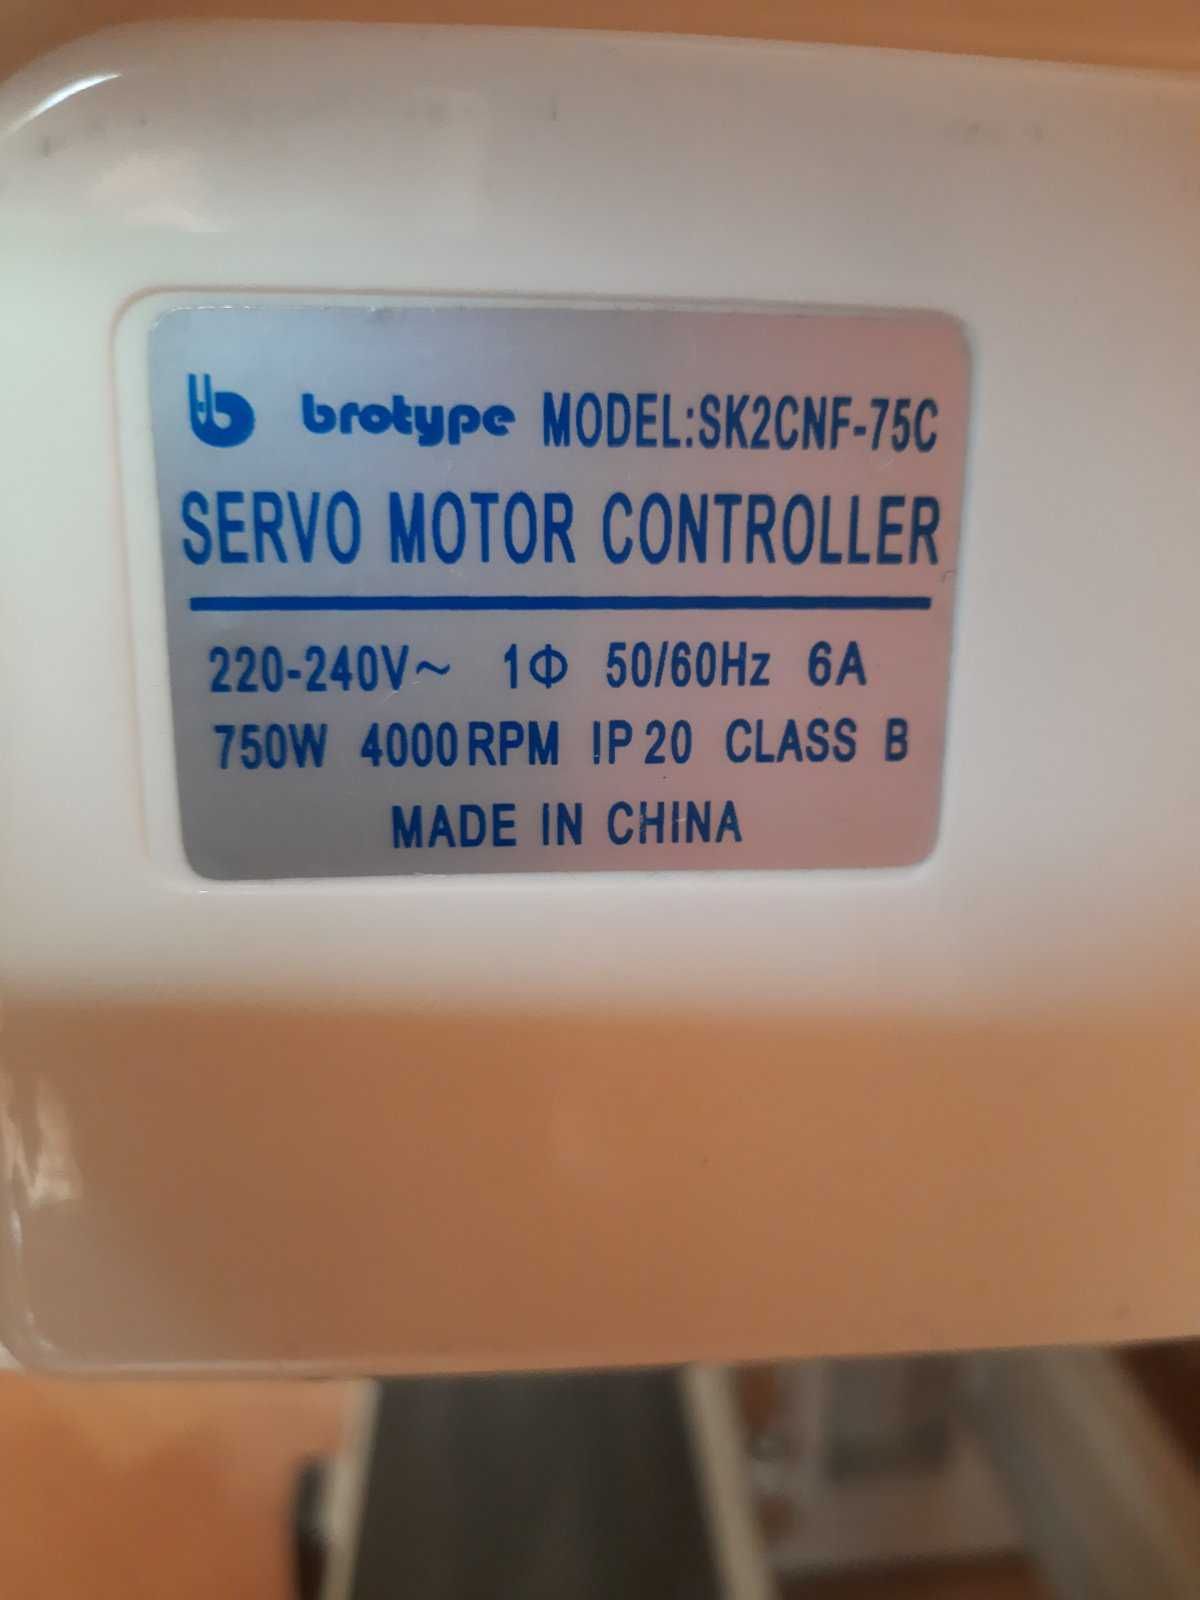 b brotype MODEL:SK2CNF-75C
SERVO MOTOR CONTROLLER
220-240V~ 1Φ 50/60Hz 6A
750W 4000RPM IP20 CLASS B
MADE IN CHINA